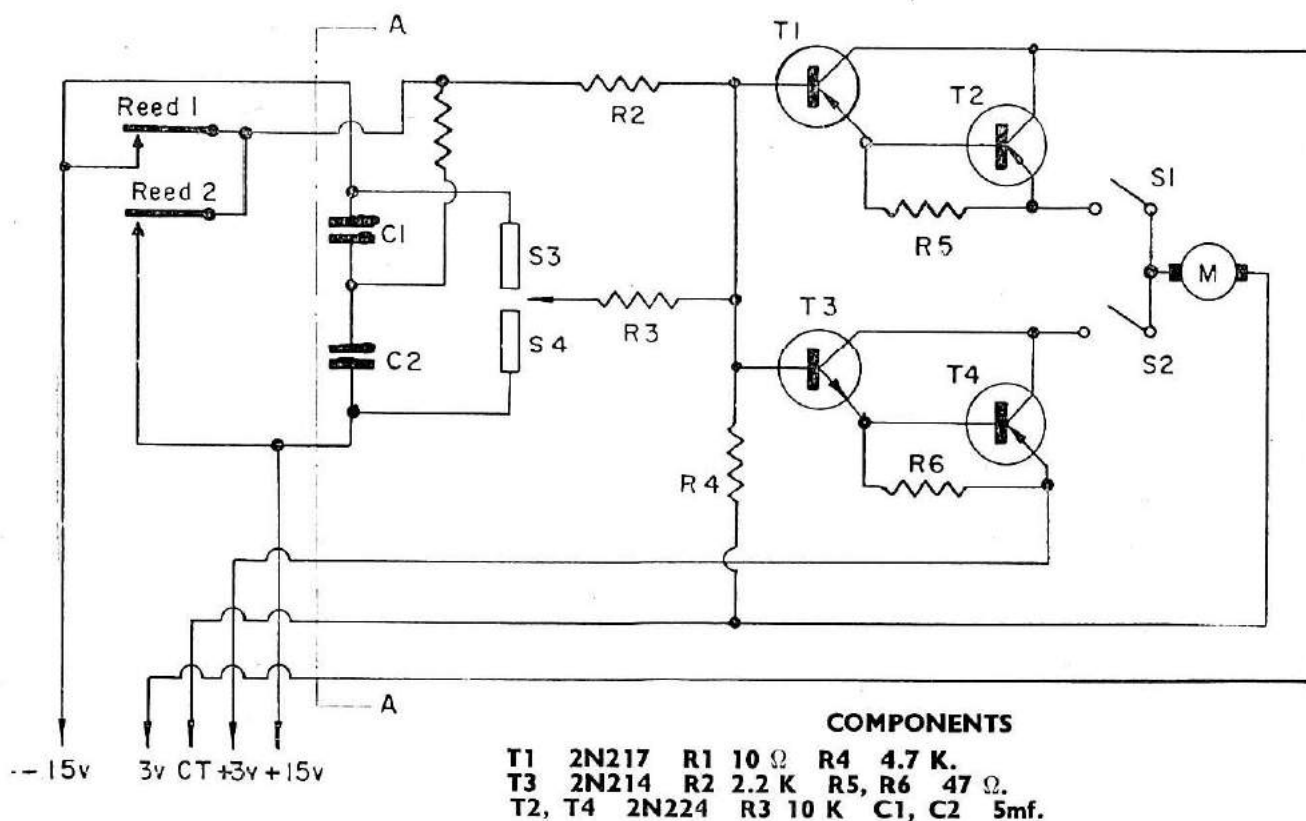 A
T1
Reed 1
R2
T2
Reed 2
S1
C1
S3
R5
M
R3
T3
S4
S2
C2
T4
R4
R6
A
-- 15v 3v CT +3v +15v
COMPONENTS
T1 2N217 R1 10 Ω R4 4.7 K.
T3 2N214 R2 2.2 K R5, R6 47 Ω.
T2, T4 2N224 R3 10 K C1, C2 5mf.